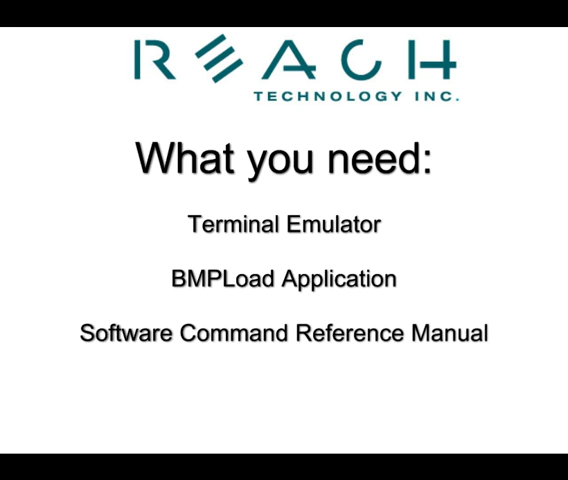 REACH
TECHNOLOGY INC.
What you need:
Terminal Emulator
BMPLoad Application
Software Command Reference Manual